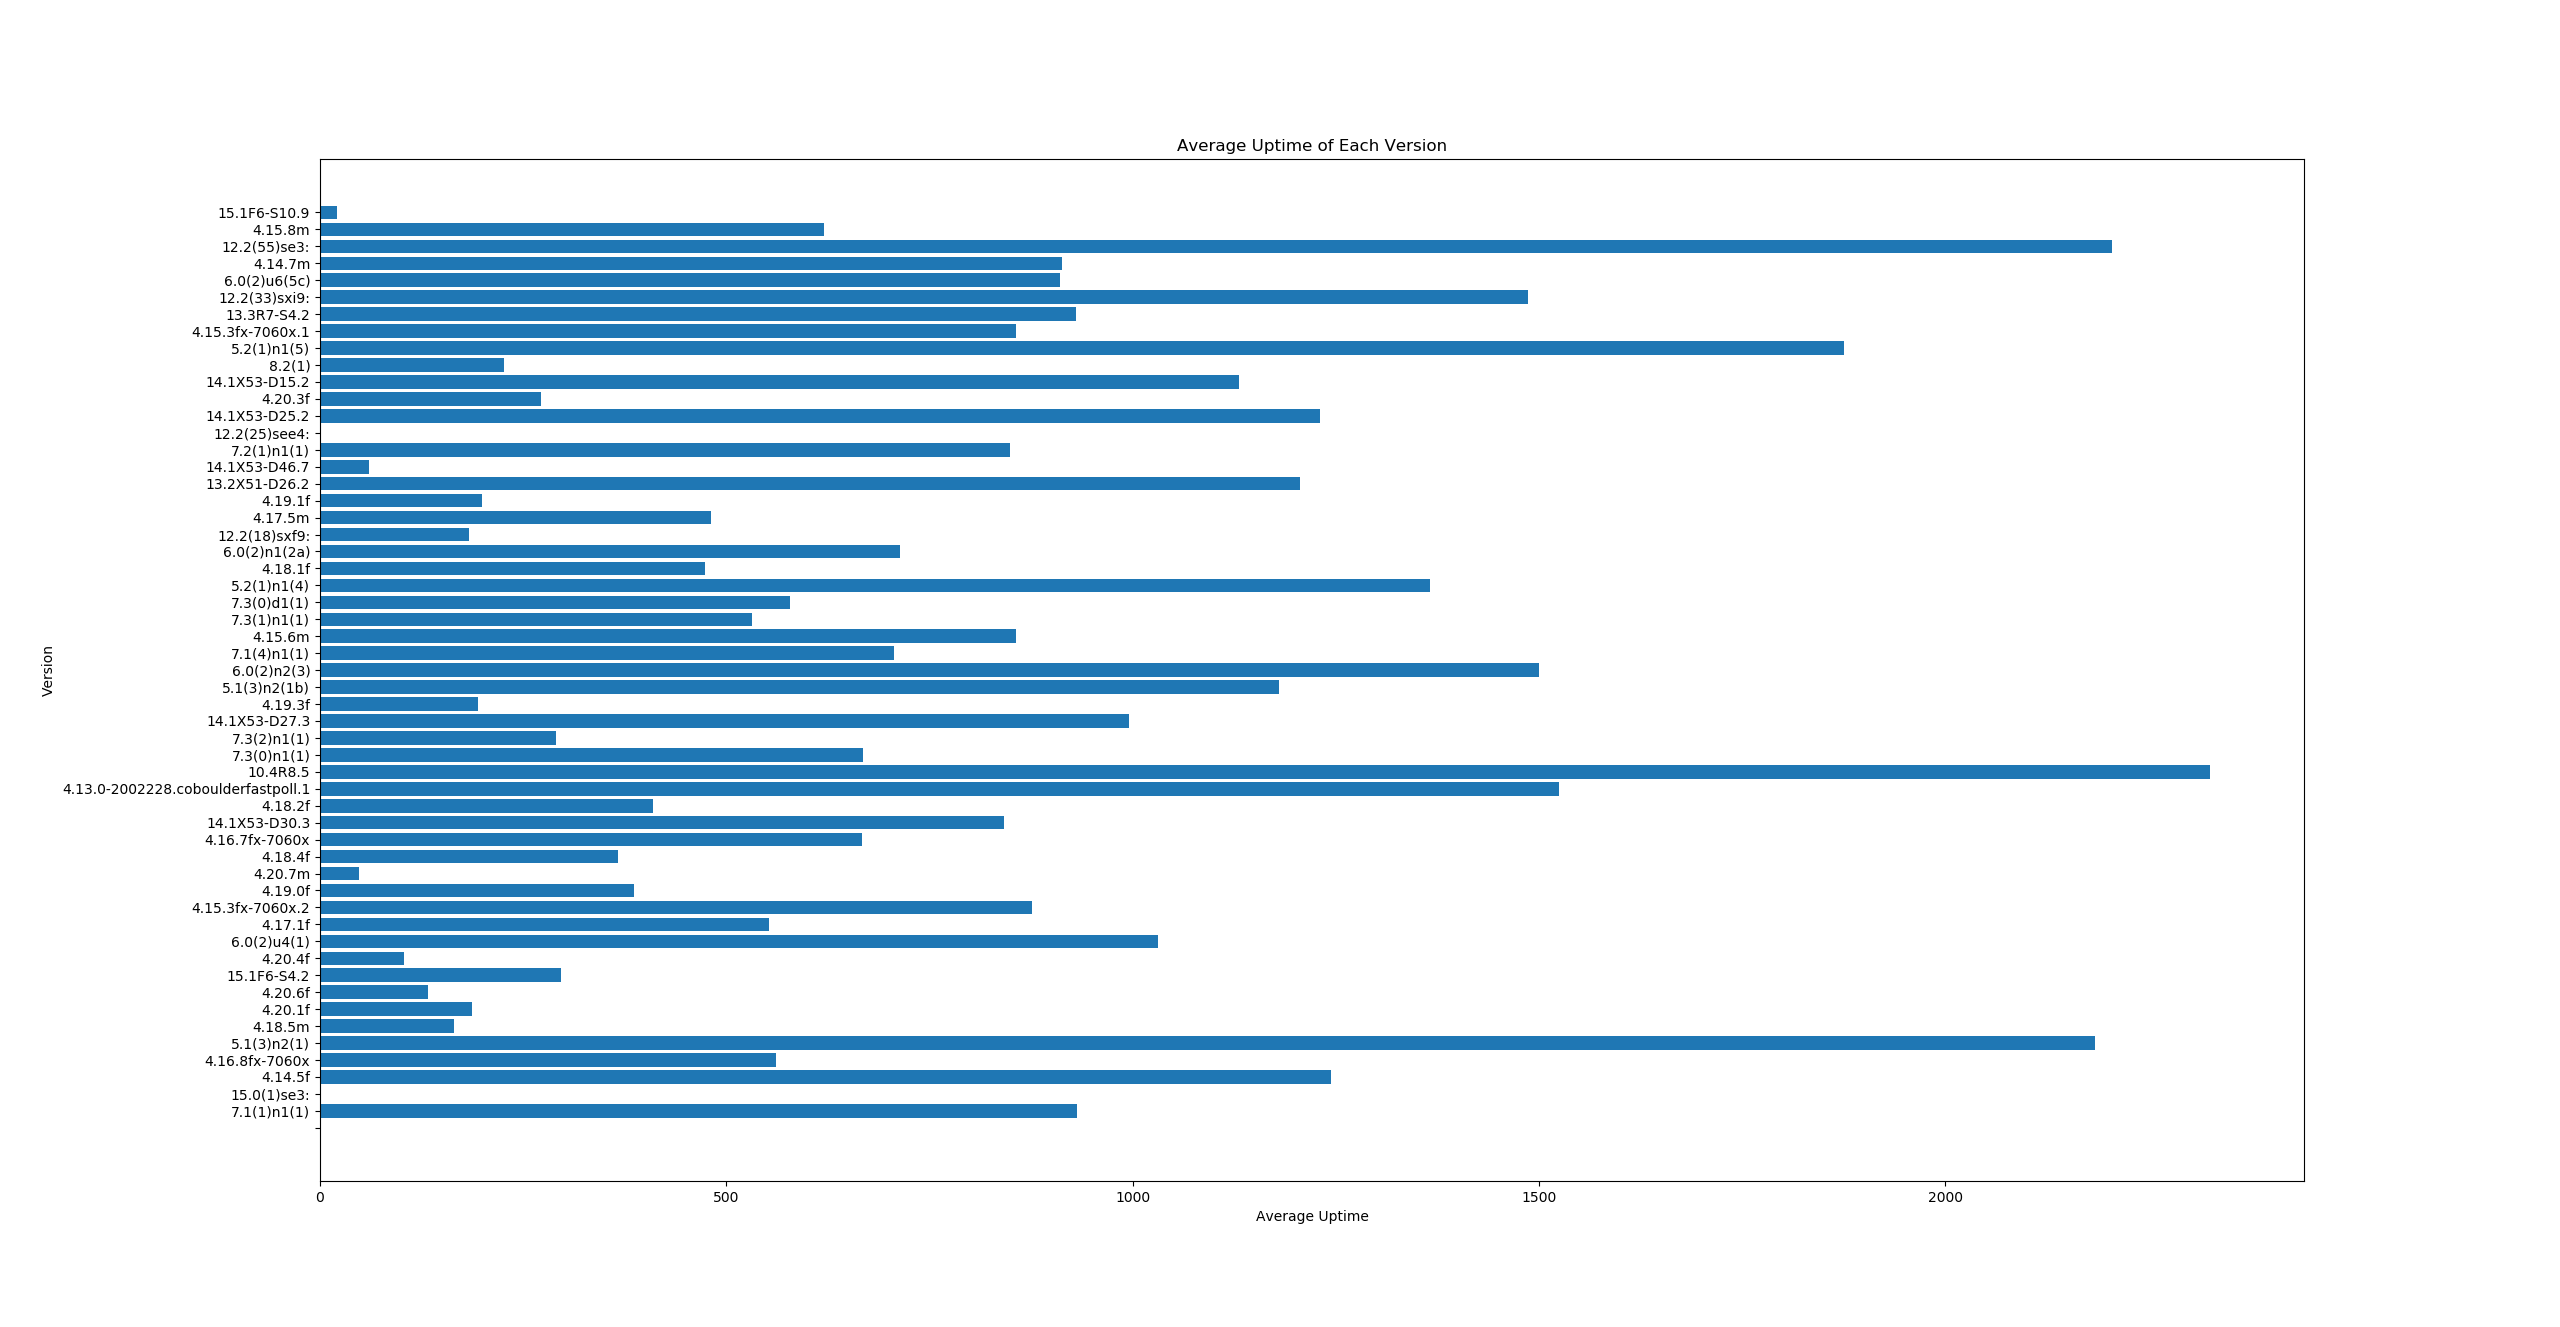 Average Uptime of Each Version
15.1F6-S10.9
4.15.8m
12.2(55)se3:
4.14.7m
6.0(2)u6(5c)
12.2(33)sxi9:
13.3R7-S4.2
4.15.3fx-7060x.1
5.2(1)n1(5)
8.2(1)
14.1X53-D15.2
4.20.3f
14.1X53-D25.2
12.2(25)see4:
7.2(1)n1(1)
14.1X53-D46.7
13.2X51-D26.2
4.19.1f
4.17.5m
12.2(18)sxf9:
6.0(2)n1(2a)
4.18.1f
5.2(1)n1(4)
7.3(0)d1(1)
7.3(1)n1(1)
4.15.6m
7.1(4)n1(1)
6.0(2)n2(3)
5.1(3)n2(1b)
4.19.3f
14.1X53-D27.3
7.3(2)n1(1)
7.3(0)n1(1)
10.4R8.5
4.13.0-2002228.coboulderfastpoll.1
4.18.2f
14.1X53-D30.3
4.16.7fx-7060x
4.18.4f
4.20.7m
4.19.0f
4.15.3fx-7060x.2
4.17.1f
6.0(2)u4(1)
4.20.4f
15.1F6-S4.2
4.20.6f
4.20.1f
4.18.5m
5.1(3)n2(1)
4.16.8fx-7060x
4.14.5f
15.0(1)se3:
7.1(1)n1(1)
Version
0 500 1000 1500 2000
Average Uptime